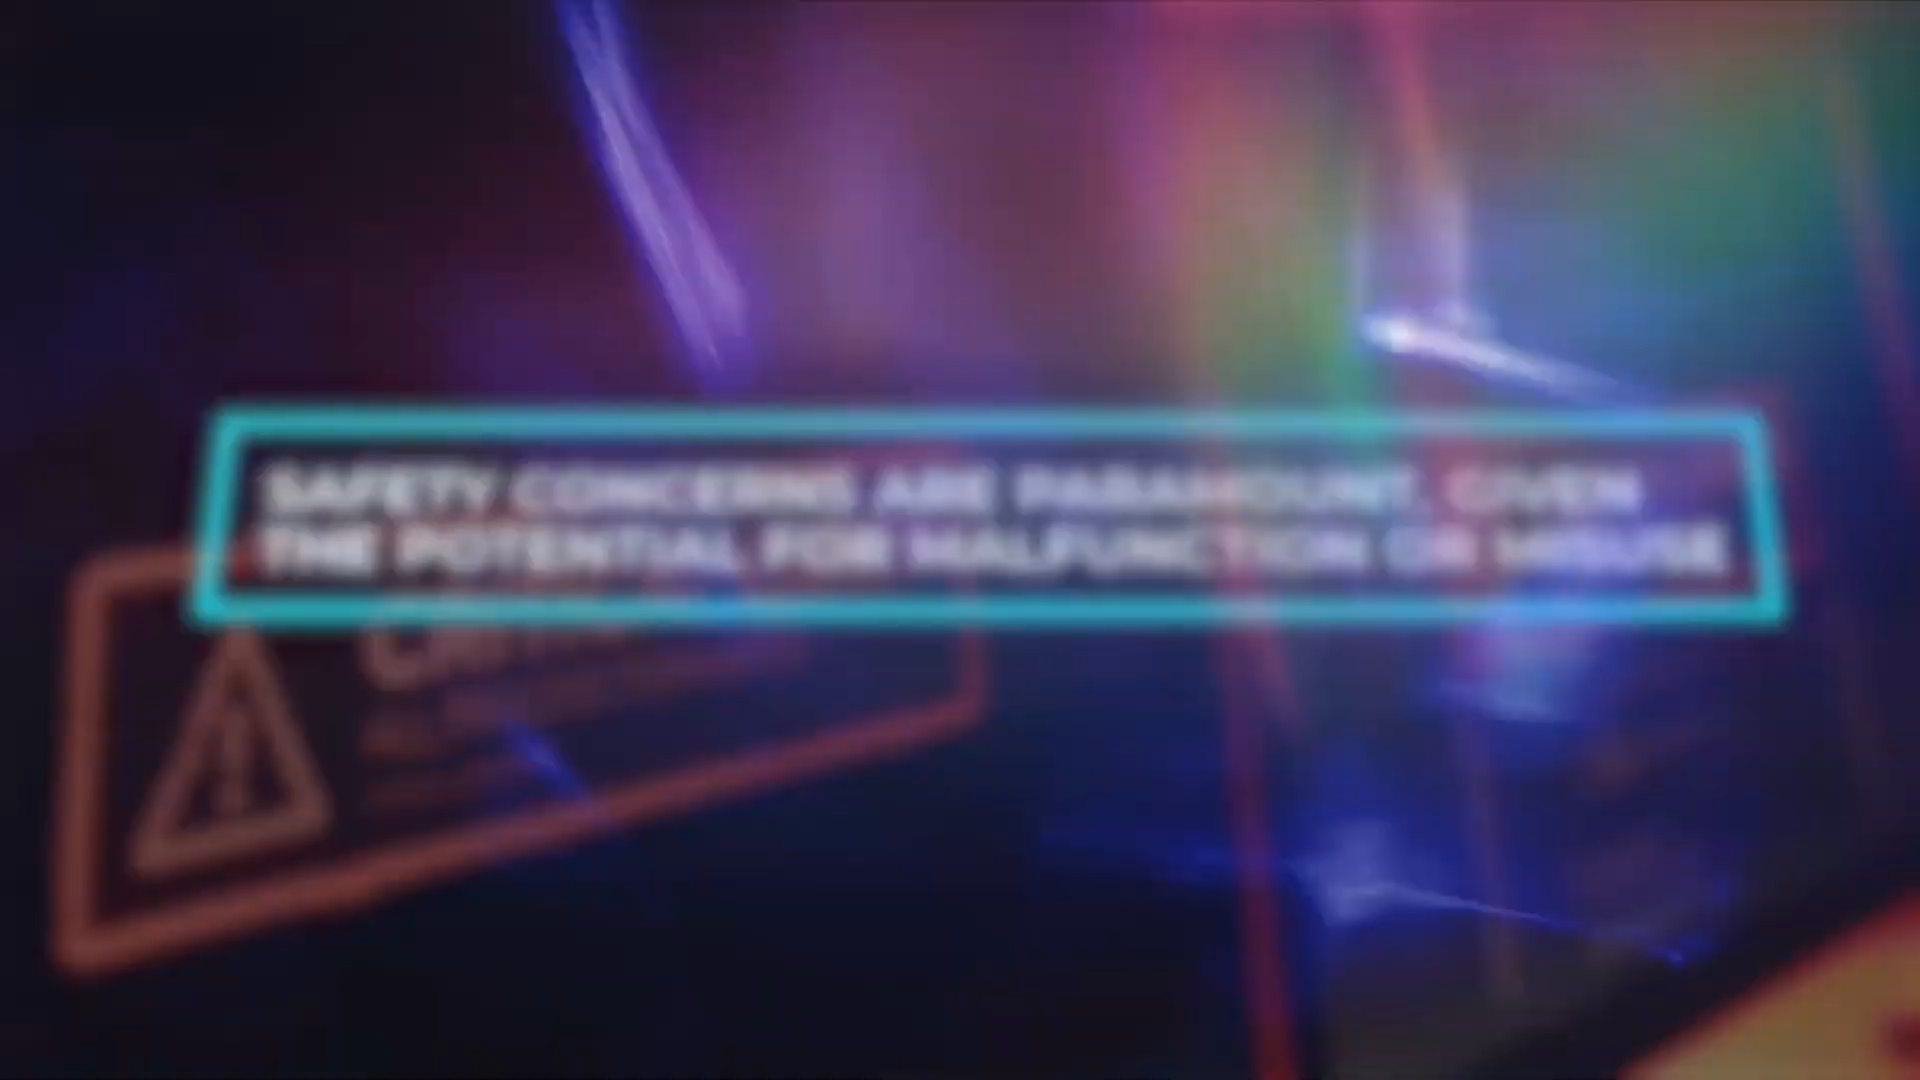 SAFETY CONCERNS ARE PARAMOUNT, GIVEN
THE POTENTIAL FOR MALFUNCTION OR MISUSE